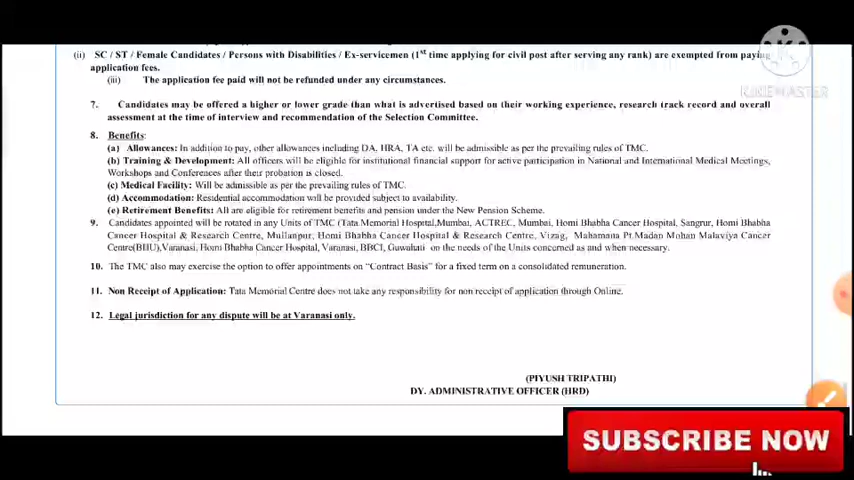 (ii) SC / ST / Female Candidates / Persons with Disabilities / Ex-servicemen (1st time applying for civil post after serving any rank) are exempted from paying
application fees.
(iii) The application fee paid will not be refunded under any circumstances.
7. Candidates may be offered a higher or lower grade than what is advertised based on their working experience, research track record and overall
assessment at the time of interview and recommendation of the Selection Committee.
8. Benefits:
(a) Allowances: In addition to pay, other allowances including DA, HRA, TA etc. will be admissible as per the prevailing rules of TMC.
(b) Training & Development: All officers will be eligible for institutional financial support for active participation in National and International Medical Meetings,
Workshops and Conferences after their probation is closed.
(c) Medical Facility: Will be admissible as per the prevailing rules of TMC.
(d) Accommodation: Residential accommodation will be provided subject to availability.
(e) Retirement Benefits: All are eligible for retirement benefits and pension under the New Pension Scheme.
9. Candidates appointed will be rotated in any Units of TMC (Tata Memorial Hospital,Mumbai, ACTREC, Mumbai, Homi Bhabha Cancer Hospital, Sangrur, Homi Bhabha
Cancer Hospital & Research Centre, Mullanpur, Homi Bhabha Cancer Hospital & Research Centre, Vizag, Mahamana Pt.Madan Mohan Malaviya Cancer
Centre(BHU),Varanasi, Homi Bhabha Cancer Hospital, Varanasi, BBCI, Guwahati on the needs of the Units concerned as and when necessary.
10. The TMC also may exercise the option to offer appointments on “Contract Basis” for a fixed term on a consolidated remuneration.
11. Non Receipt of Application: Tata Memorial Centre does not take any responsibility for non receipt of application through Online.
12. Legal jurisdiction for any dispute will be at Varanasi only.
(PIYUSH TRIPATHI)
DY. ADMINISTRATIVE OFFICER (HRD)
KINEMASTER
SUBSCRIBE NOW